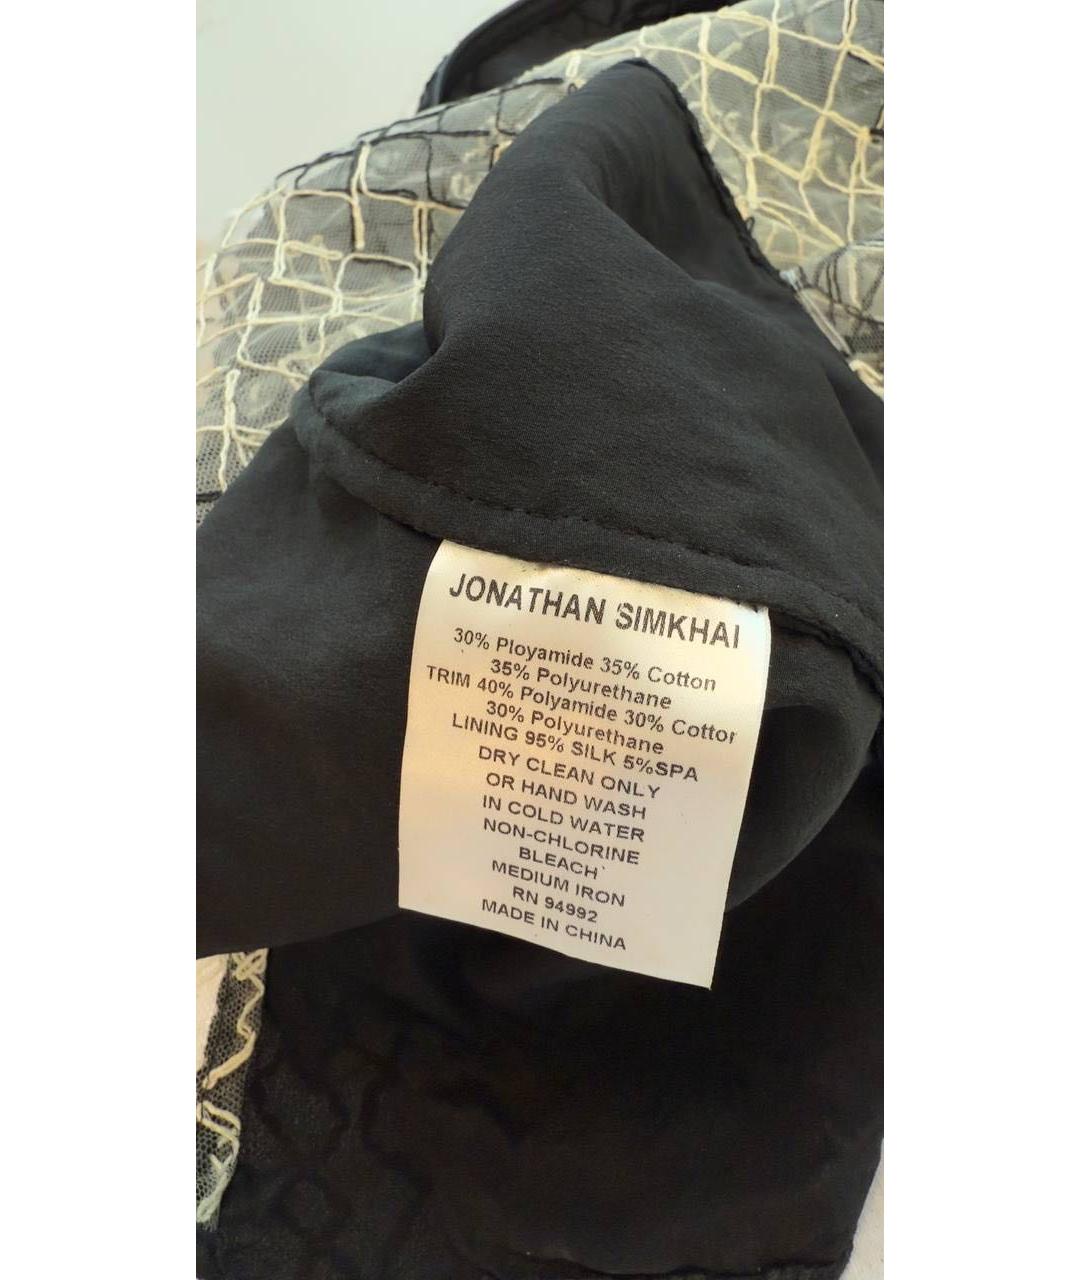 JONATHAN SIMKHAI
30% Ployamide 35% Cotton
35% Polyurethane
TRIM 40% Polyamide 30% Cotton
30% Polyurethane
LINING 95% SILK 5%SPA
DRY CLEAN ONLY
OR HAND WASH
IN COLD WATER
NON-CHLORINE
BLEACH
MEDIUM IRON
RN 94992
MADE IN CHINA